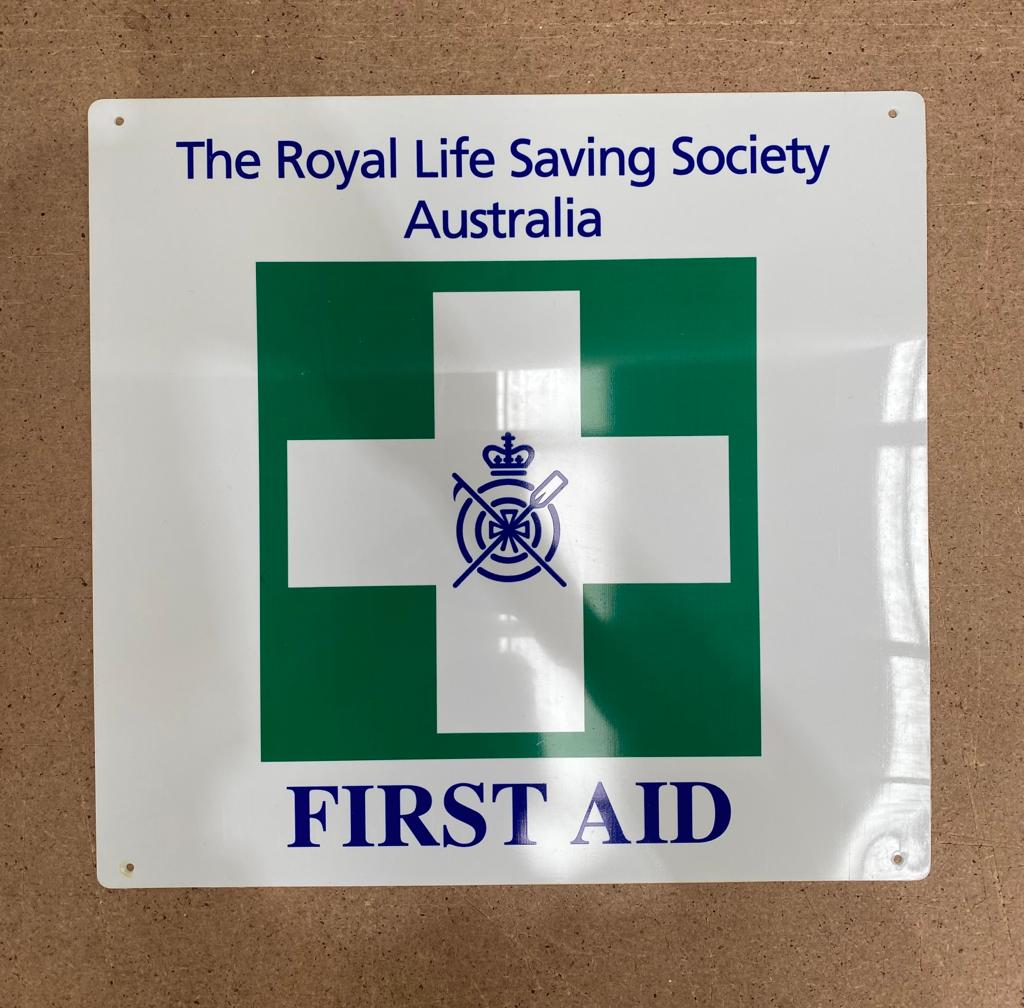 The Royal Life Saving Society
Australia
FIRST AID